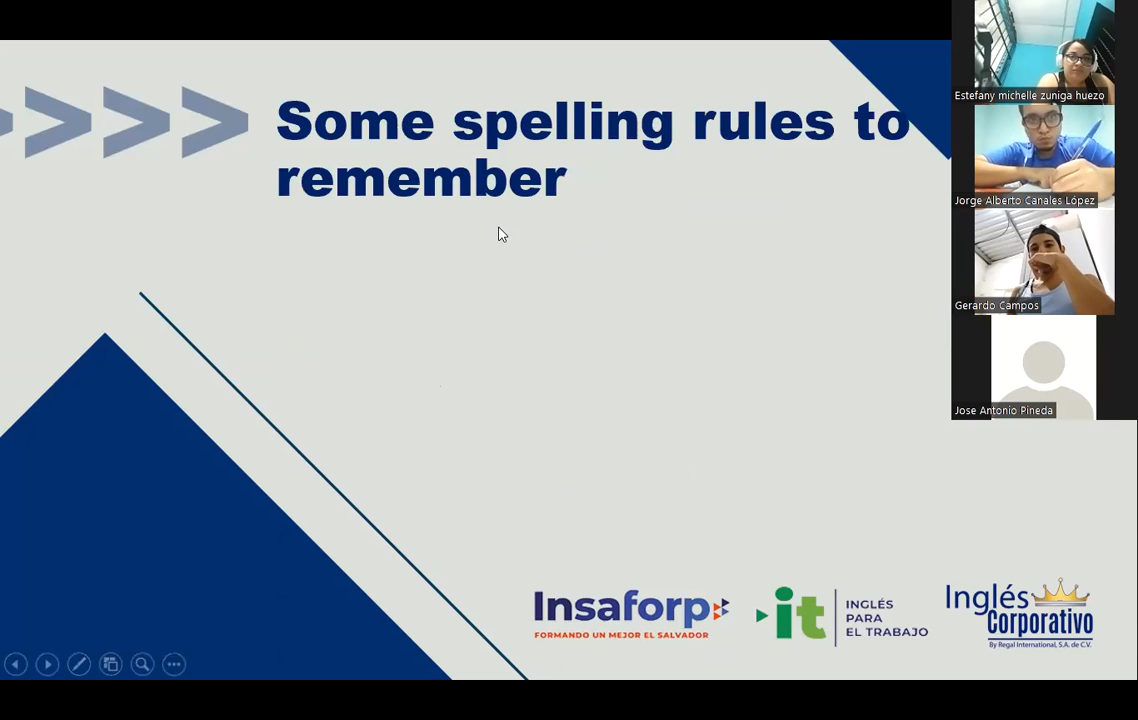 Some spelling rules to
remember
Estefany michelle zuniga huezo
Jorge Alberto Canales López
Gerardo Campos
Jose Antonio Pineda
Insaforp
FORMANDO UN MEJOR EL SALVADOR
it
INGLÉS
PARA
EL TRABAJO
Inglés
Corporativo
By Regal International, S.A. de C.V.